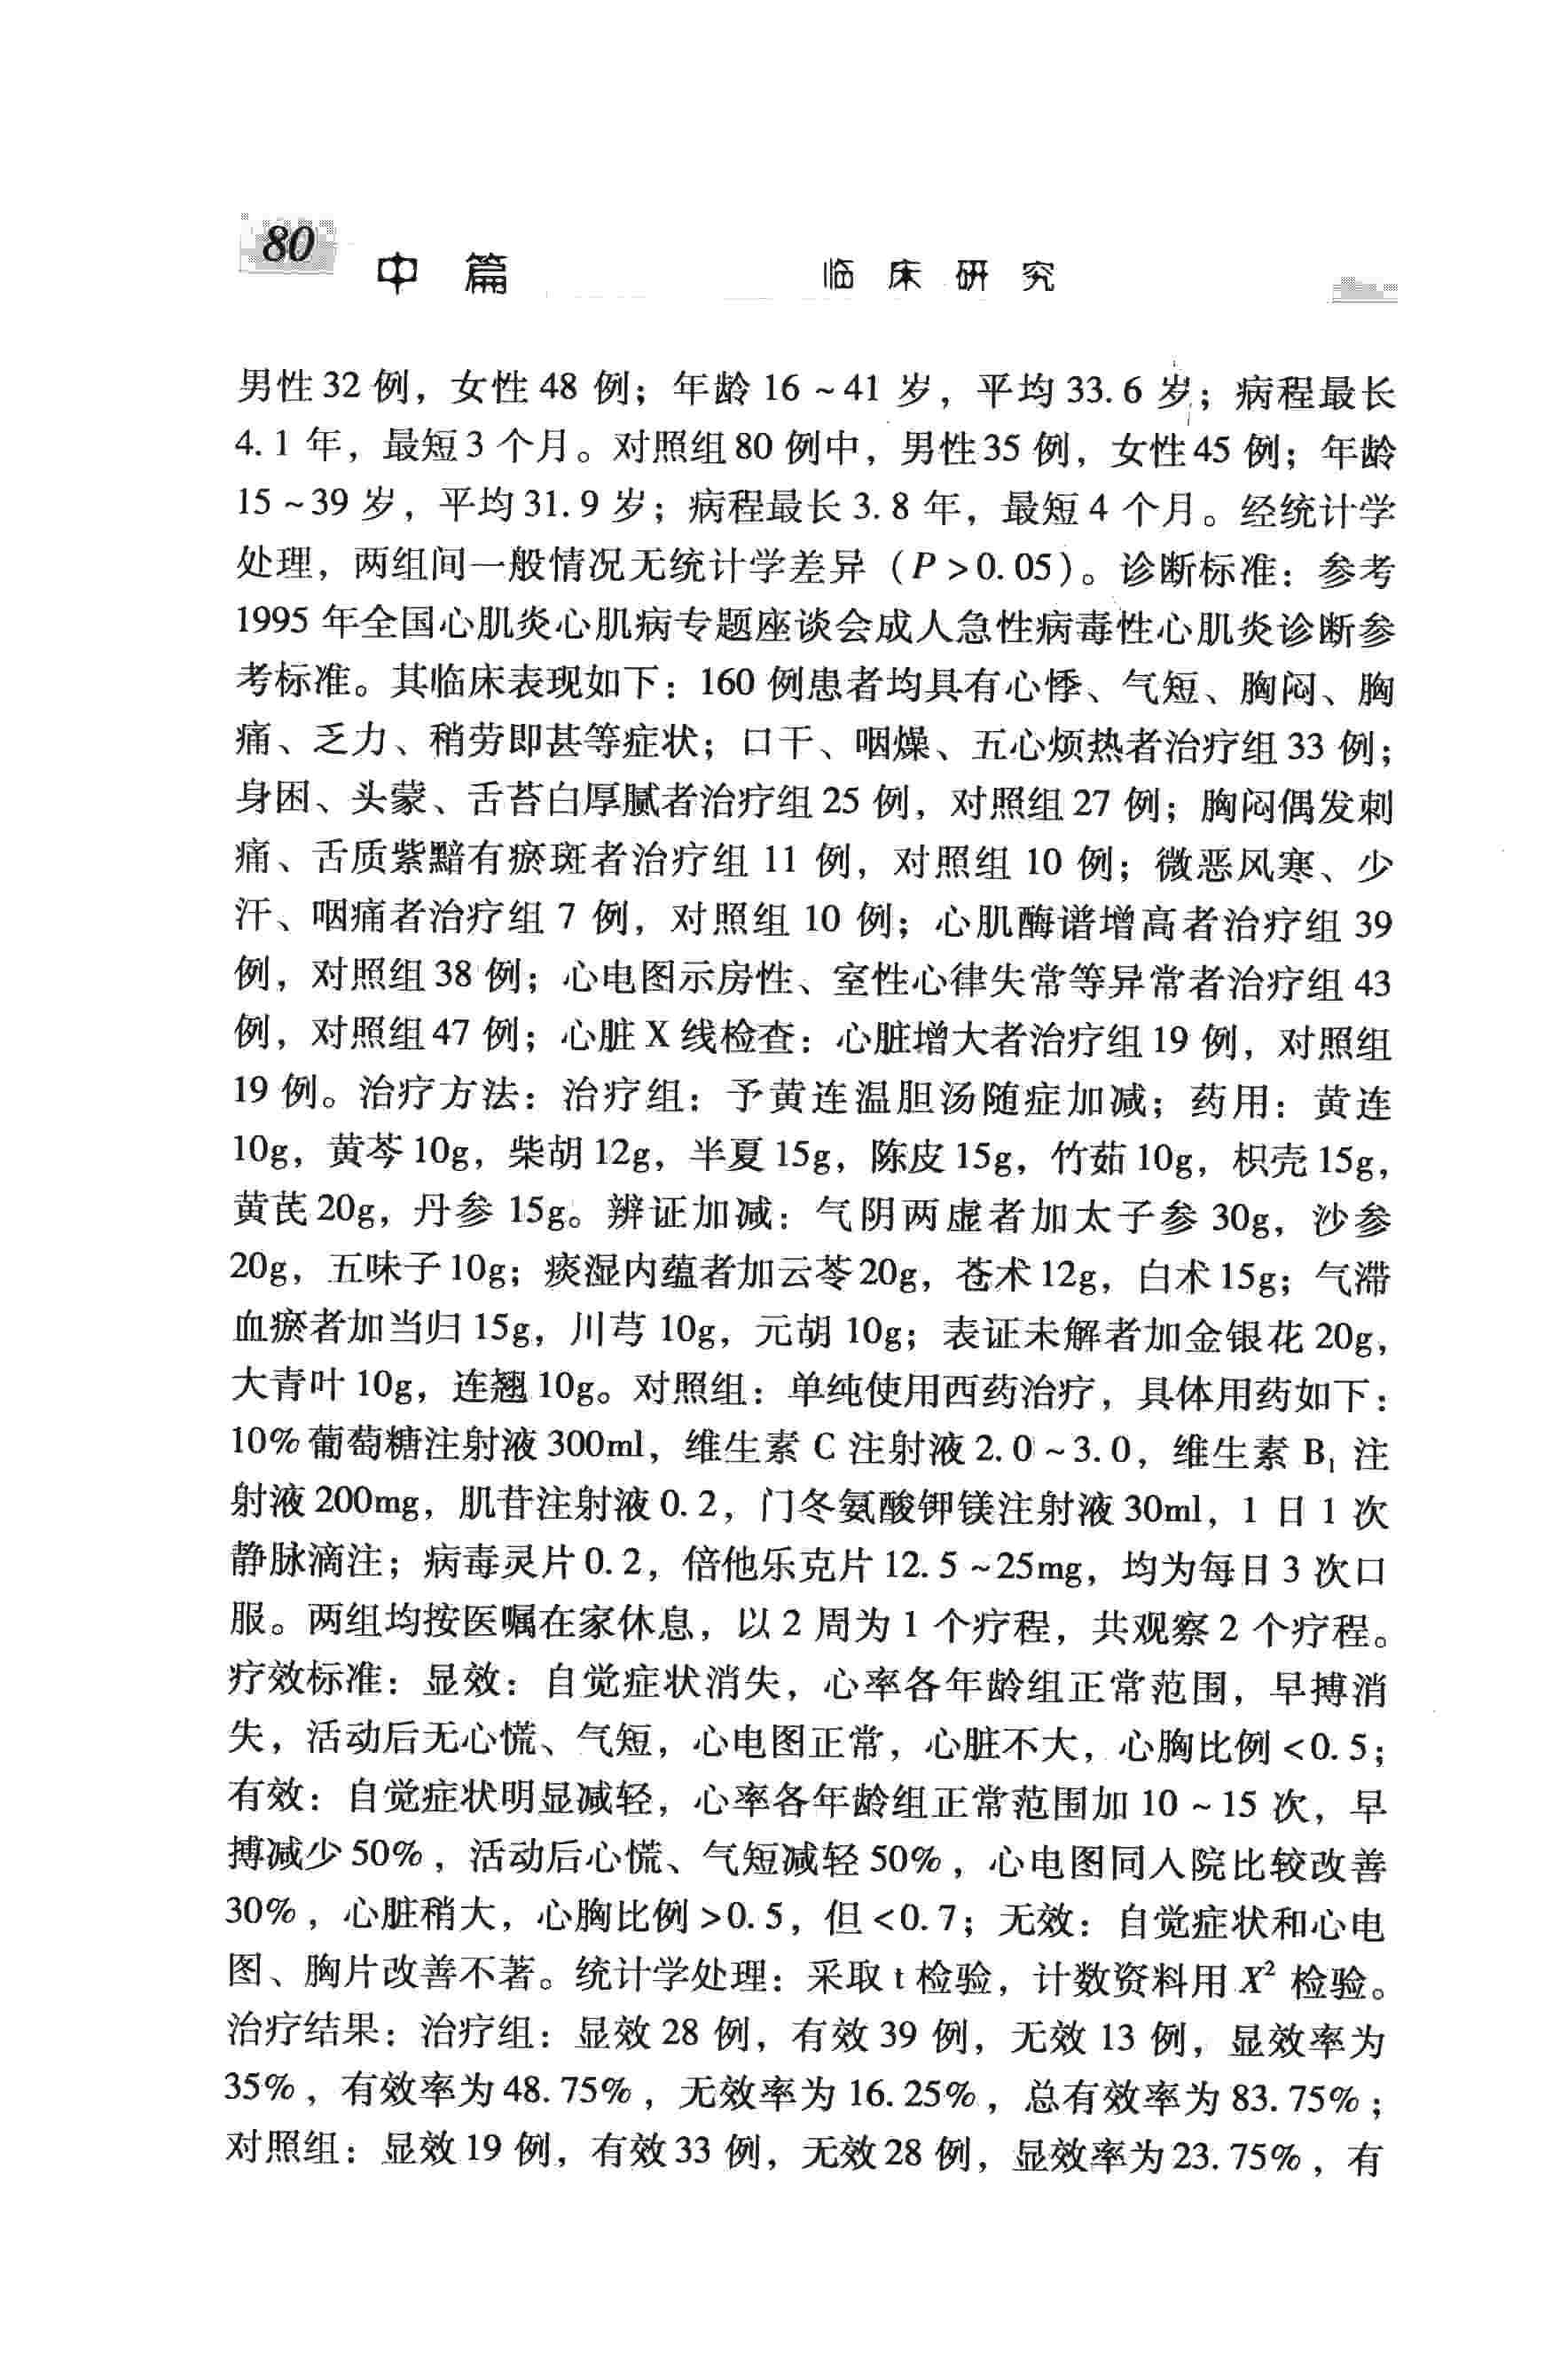 80
中 篇 临床研究
男性32例，女性48例；年龄16~41岁，平均33.6岁；病程最长
4.1年，最短3个月。对照组80例中，男性35例，女性45例；年龄
15~39岁，平均31.9岁；病程最长3.8年，最短4个月。经统计学
处理，两组间一般情况无统计学差异（P>0.05）。诊断标准：参考
1995年全国心肌炎心肌病专题座谈会成人急性病毒性心肌炎诊断参
考标准。其临床表现如下：160例患者均具有心悸、气短、胸闷、胸
痛、乏力、稍劳即甚等症状；口干、咽燥、五心烦热者治疗组33例；
身困、头蒙、舌苔白厚腻者治疗组25例，对照组27例；胸闷偶发刺
痛、舌质紫黯有瘀斑者治疗组11例，对照组10例；微恶风寒、少
汗、咽痛者治疗组7例，对照组10例；心肌酶谱增高者治疗组39
例，对照组38例；心电图示房性、室性心律失常等异常者治疗组43
例，对照组47例；心脏X线检查：心脏增大者治疗组19例，对照组
19例。治疗方法：治疗组：予黄连温胆汤随症加减；药用：黄连
10g，黄芩10g，柴胡12g，半夏15g，陈皮15g，竹茹10g，枳壳15g，
黄芪20g，丹参15g。辨证加减：气阴两虚者加太子参30g，沙参
20g，五味子10g；痰湿内蕴者加云苓20g，苍术12g，白术15g；气滞
血瘀者加当归15g，川芎10g，元胡10g；表证未解者加金银花20g，
大青叶10g，连翘10g。对照组：单纯使用西药治疗，具体用药如下：
10%葡萄糖注射液300ml，维生素C注射液2.0~3.0，维生素B₁注
射液200mg，肌苷注射液0.2，门冬氨酸钾镁注射液30ml，1日1次
静脉滴注；病毒灵片0.2，倍他乐克片12.5~25mg，均为每日3次口
服。两组均按医嘱在家休息，以2周为1个疗程，共观察2个疗程。
疗效标准：显效：自觉症状消失，心率各年龄组正常范围，早搏消
失，活动后无心慌、气短，心电图正常，心脏不大，心胸比例<0.5；
有效：自觉症状明显减轻，心率各年龄组正常范围加10~15次，早
搏减少50%，活动后心慌、气短减轻50%，心电图同入院比较改善
30%，心脏稍大，心胸比例>0.5，但<0.7；无效：自觉症状和心电
图、胸片改善不著。统计学处理：采取t检验，计数资料用X²检验。
治疗结果：治疗组：显效28例，有效39例，无效13例，显效率为
35%，有效率为48.75%，无效率为16.25%，总有效率为83.75%；
对照组：显效19例，有效33例，无效28例，显效率为23.75%，有